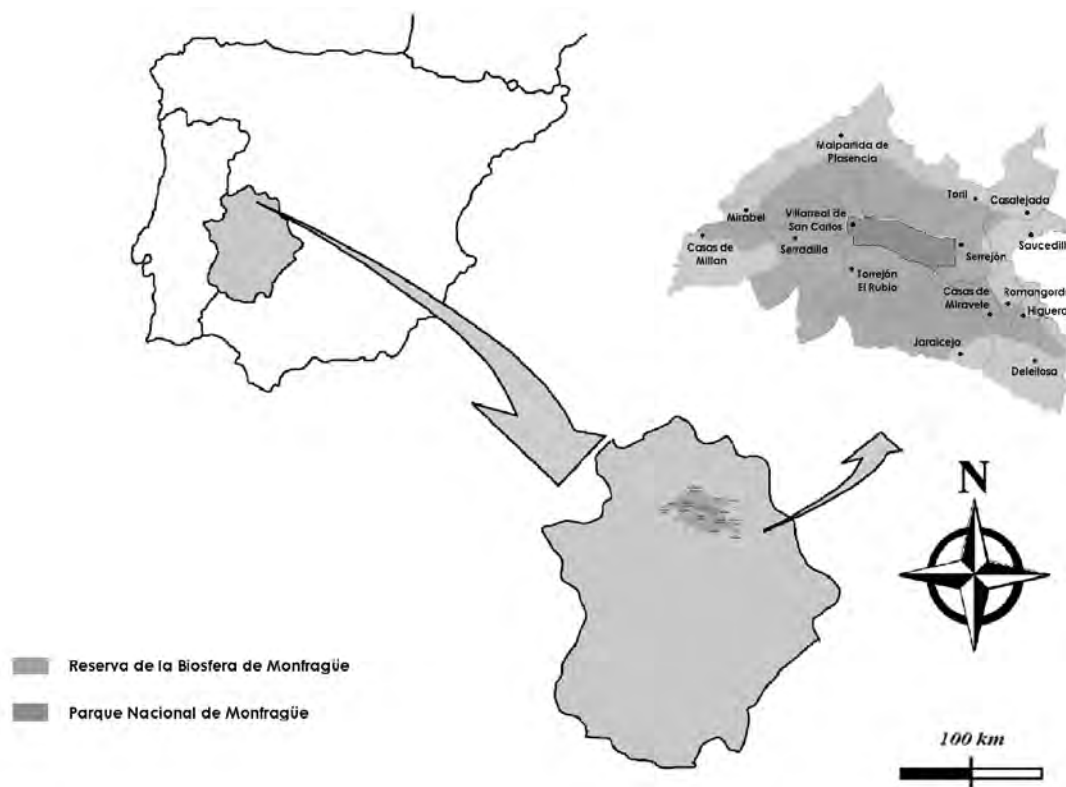 Malpartida de
Plasencia
Toril
Casatejada
Mirabel
Villarreal de
San Carlos
Saucedill
Casas de
Millan
Serradilla
Serrejón
Torrejón
El Rubio
Casas de
Miravete
Romangordo
Higuera
Jaraicejo
Deleitosa
N
Reserva de la Biosfera de Monfragüe
Parque Nacional de Monfragüe
100 km